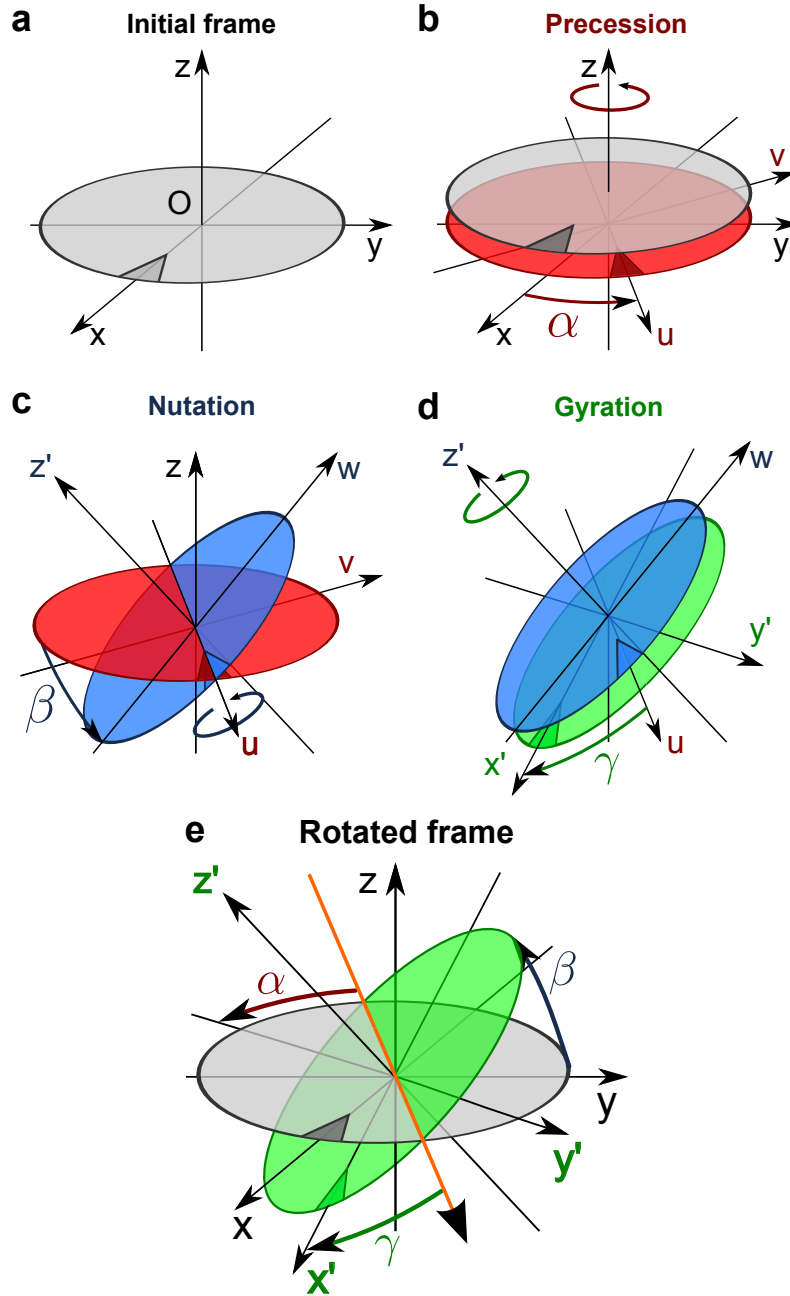 a Initial frame
z
O
y
x
b Precession
z
v
y
x
α
u
c Nutation
z'
z
w
v
β
u
d Gyration
z'
w
y'
x'
γ
u
e Rotated frame
z'
z
α
β
y
y'
x
γ
x'